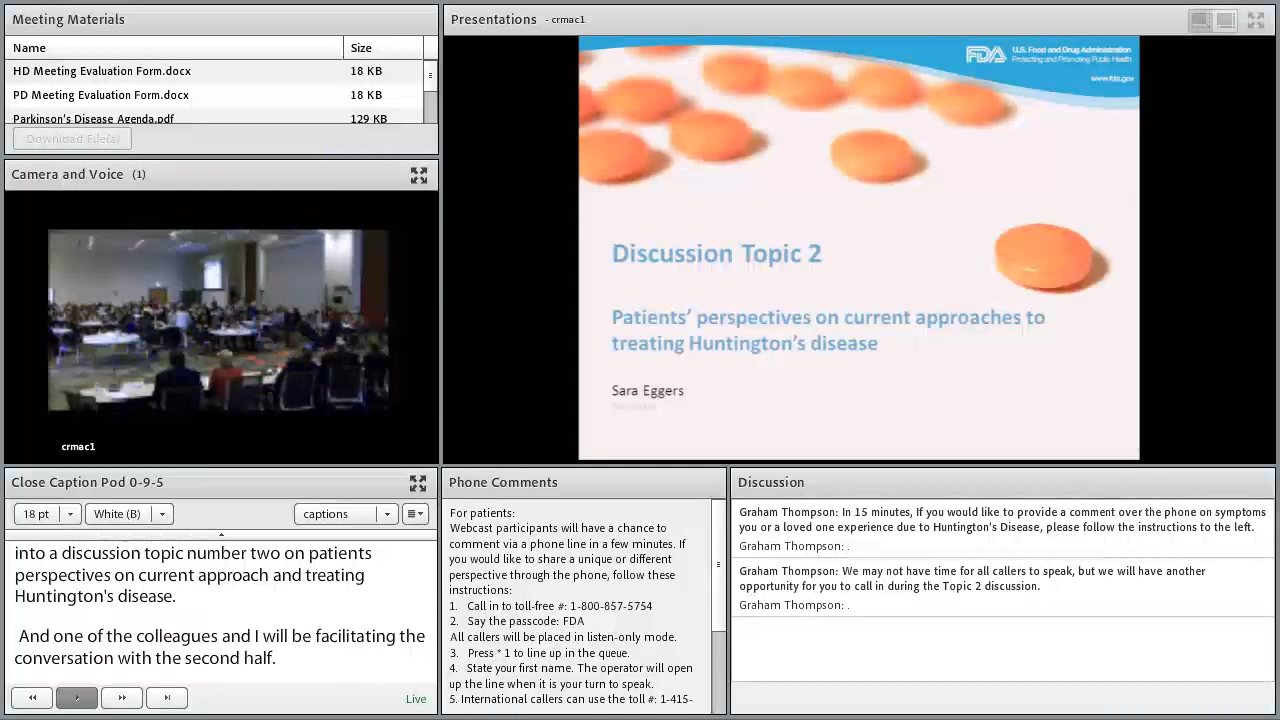 Meeting Materials
Name Size
HD Meeting Evaluation Form.docx 18 KB
PD Meeting Evaluation Form.docx 18 KB
Parkinson's Disease Agenda.pdf 129 KB
Download File(s)
Camera and Voice (1)
crmac1
Presentations - crmac1
FDA U.S. Food and Drug Administration
Protecting and Promoting Public Health
www.fda.gov
Discussion Topic 2
Patients' perspectives on current approaches to
treating Huntington's disease
Sara Eggers
Close Caption Pod 0-9-5
18 pt White (B) captions
into a discussion topic number two on patients
perspectives on current approach and treating
Huntington's disease.
And one of the colleagues and I will be facilitating the
conversation with the second half.
Live
Phone Comments
For patients:
Webcast participants will have a chance to
comment via a phone line in a few minutes. If
you would like to share a unique or different
perspective through the phone, follow these
instructions:
1. Call in to toll-free #: 1-800-857-5754
2. Say the passcode: FDA
All callers will be placed in listen-only mode.
3. Press * 1 to line up in the queue.
4. State your first name. The operator will open
up the line when it is your turn to speak.
5. International callers can use the toll #: 1-415-
Discussion
Graham Thompson: In 15 minutes, If you would like to provide a comment over the phone on symptoms
you or a loved one experience due to Huntington's Disease, please follow the instructions to the left.
Graham Thompson: .
Graham Thompson: We may not have time for all callers to speak, but we will have another
opportunity for you to call in during the Topic 2 discussion.
Graham Thompson: .